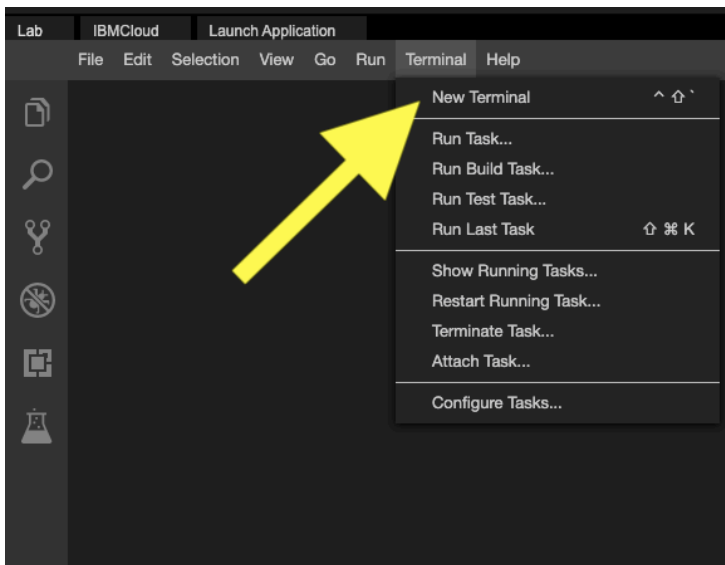 Lab IBMCloud Launch Application
File Edit Selection View Go Run Terminal Help
New Terminal ^ ⇧ `
Run Task...
Run Build Task...
Run Test Task...
Run Last Task ⇧ ⌘ K
Show Running Tasks...
Restart Running Task...
Terminate Task...
Attach Task...
Configure Tasks...